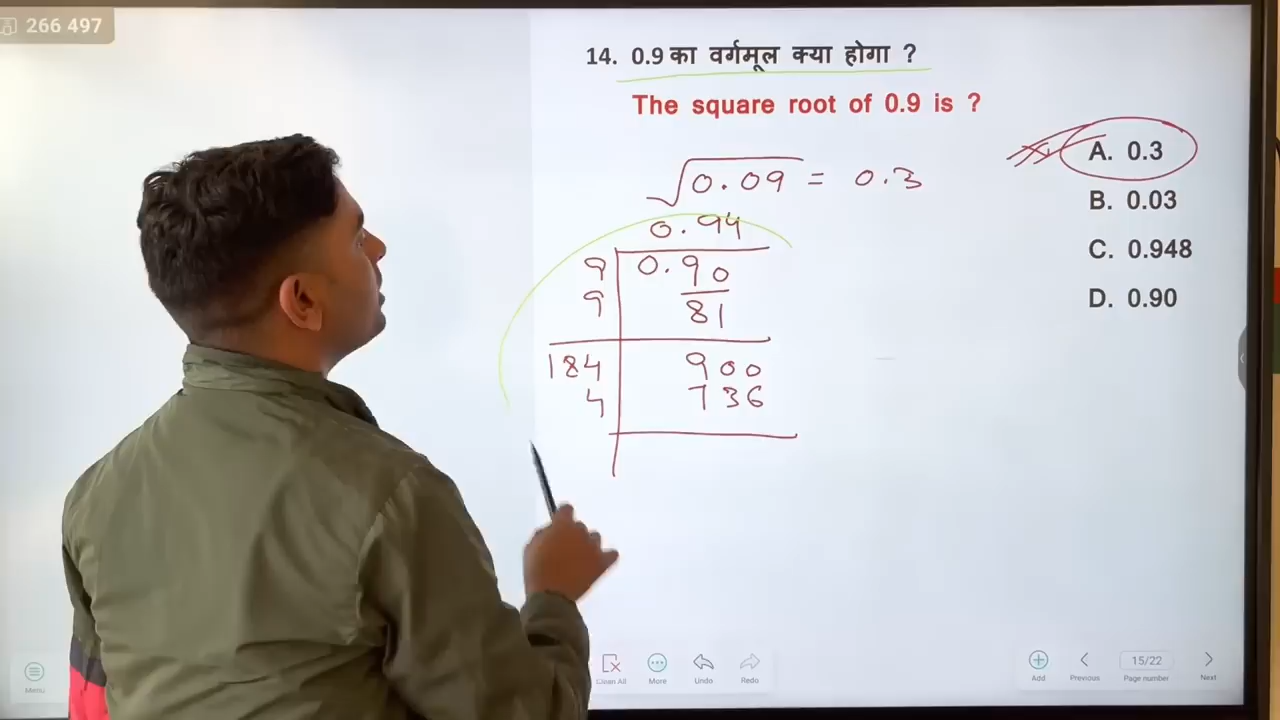 266 497
14. 0.9 का वर्गमूल क्या होगा ?
The square root of 0.9 is ?
A. 0.3
B. 0.03
C. 0.948
D. 0.90
√0.09 = 0.3
0.94
9 0.90
9 81
184 900
4 736
Menu
Clean All
More
Undo
Redo
Add
Previous
15/22
Page number
Next